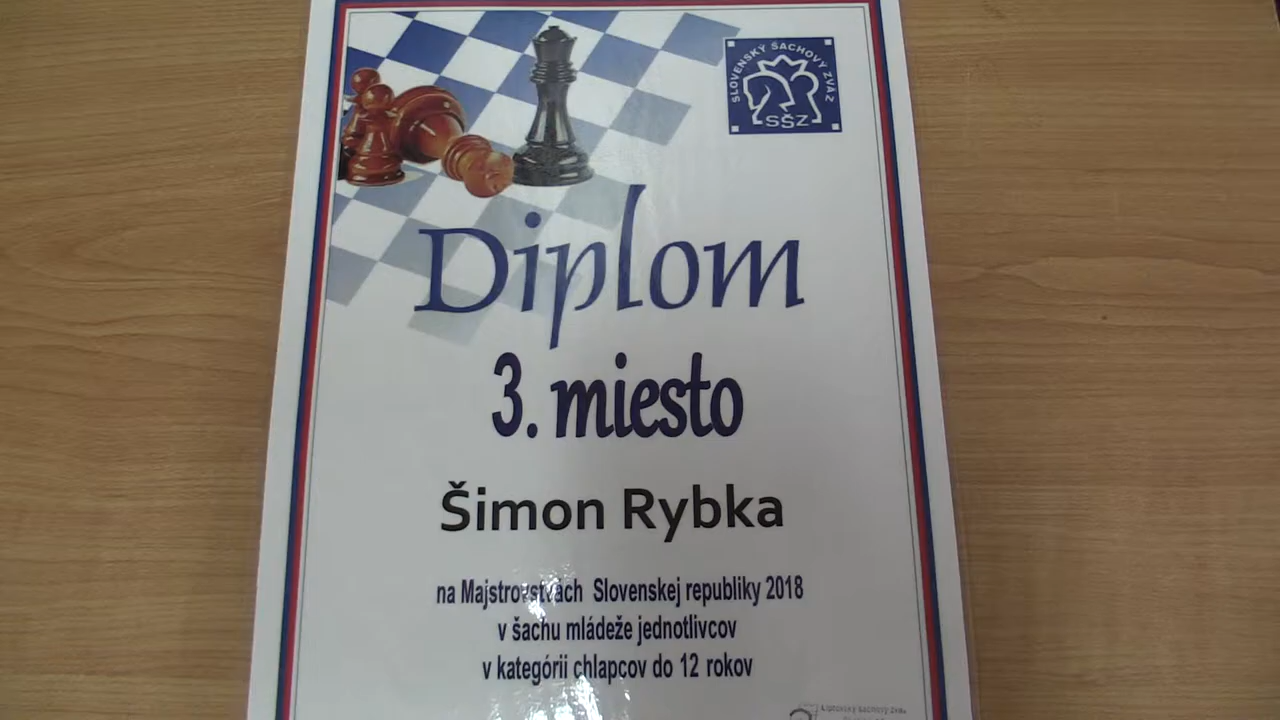 SLOVENSKÝ ŠACHOVÝ ZVÄZ
SŠZ
Diplom
3. miesto
Šimon Rybka
na Majstrovstvách Slovenskej republiky 2018
v šachu mládeže jednotlivcov
v kategórii chlapcov do 12 rokov